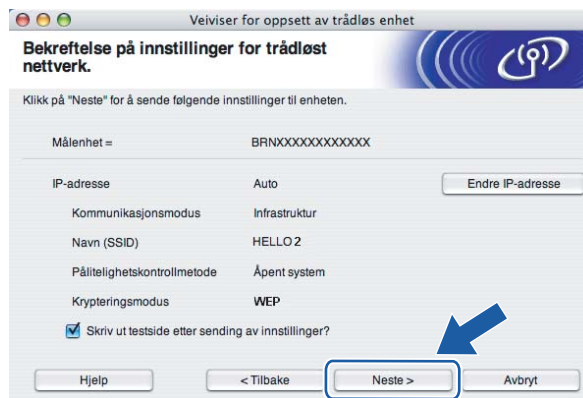 Veiviser for oppsett av trådløs enhet
Bekreftelse på innstillinger for trådløst
nettverk.
Klikk på "Neste" for å sende følgende innstillinger til enheten.
Målenhet = BRNXXXXXXXXXXXX
IP-adresse Auto Endre IP-adresse
Kommunikasjonsmodus Infrastruktur
Navn (SSID) HELLO2
Pålitelighetskontrollmetode Åpent system
Krypteringsmodus WEP
Skriv ut testside etter sending av innstillinger?
Hjelp < Tilbake Neste > Avbryt